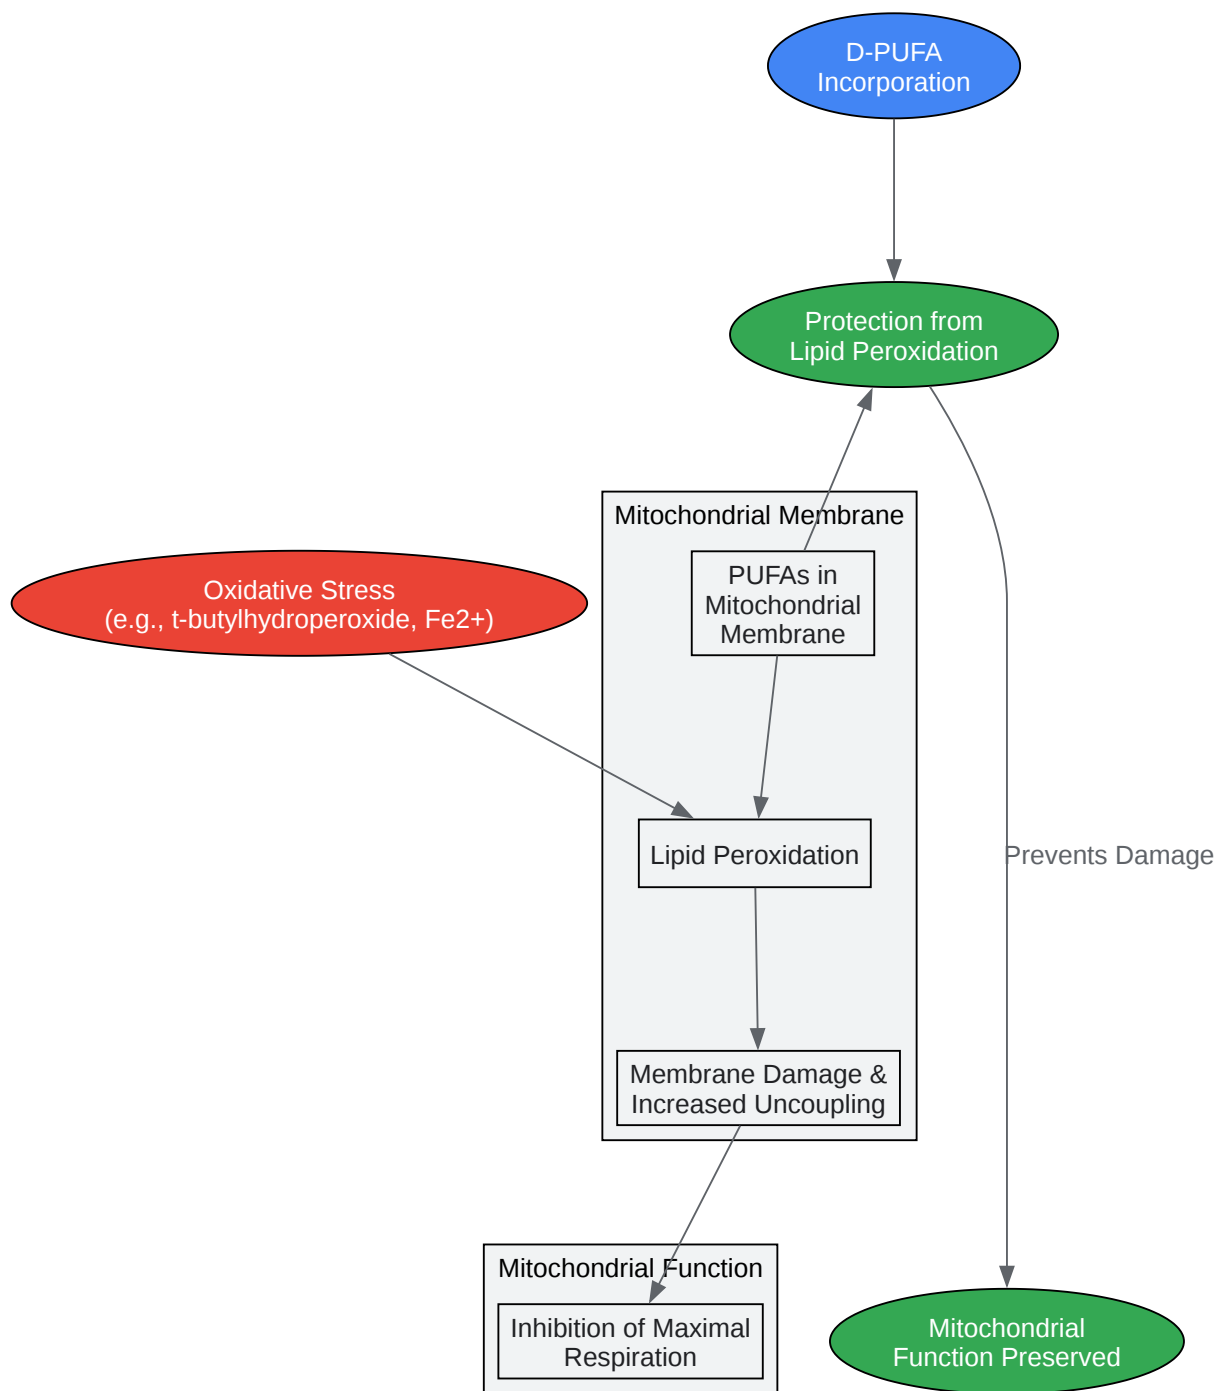 D-PUFA
Incorporation
Protection from
Lipid Peroxidation
Mitochondrial Membrane
PUFAs in
Mitochondrial
Membrane
Oxidative Stress
(e.g., t-butylhydroperoxide, Fe2+)
Lipid Peroxidation
Prevents Damage
Membrane Damage &
Increased Uncoupling
Mitochondrial Function
Inhibition of Maximal
Respiration
Mitochondrial
Function Preserved